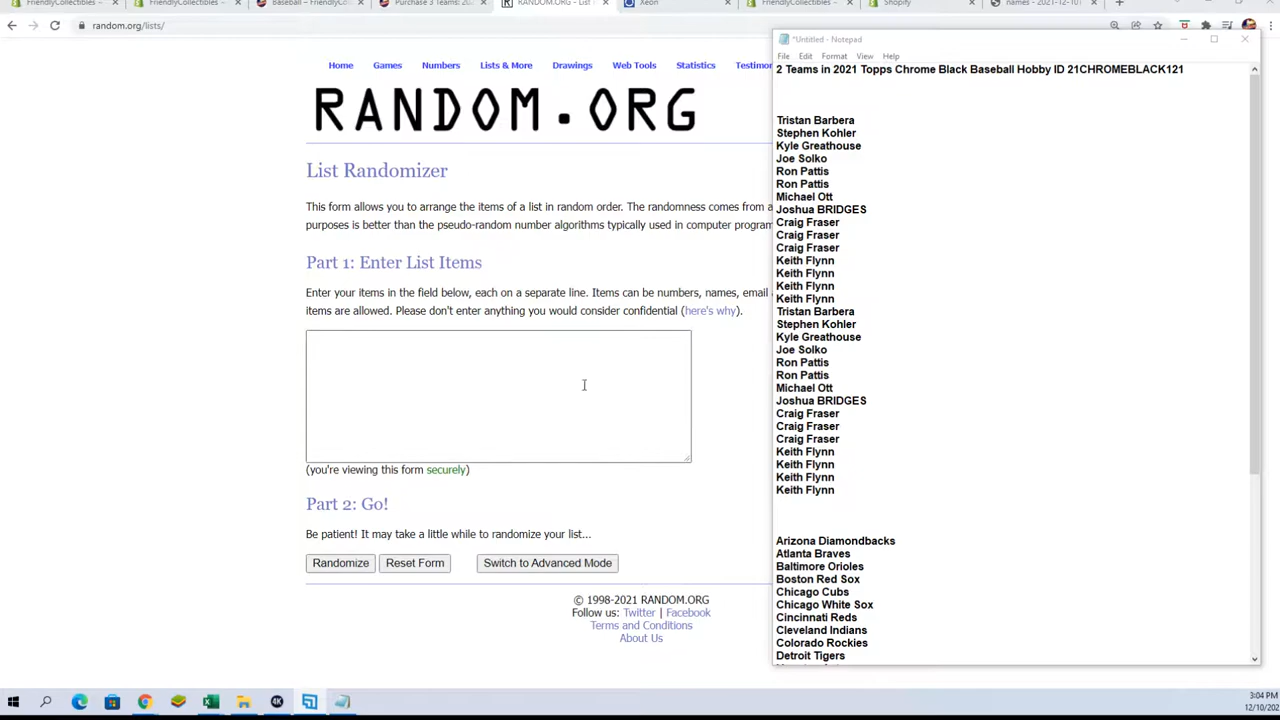 FriendlyCollectibles –
FriendlyCollectibles –
Baseball – FriendlyCo
Purchase 3 Teams: 20
RANDOM.ORG - List
Xeon
FriendlyCollectibles –
Shopify
names - 2021-12-10T
random.org/lists/
Home
Games
Numbers
Lists & More
Drawings
Web Tools
Statistics
Testimor
RANDOM.ORG
List Randomizer
This form allows you to arrange the items of a list in random order. The randomness comes from a
purposes is better than the pseudo-random number algorithms typically used in computer program
Part 1: Enter List Items
Enter your items in the field below, each on a separate line. Items can be numbers, names, email
items are allowed. Please don't enter anything you would consider confidential (here's why).
(you're viewing this form securely)
Part 2: Go!
Be patient! It may take a little while to randomize your list...
Randomize
Reset Form
Switch to Advanced Mode
© 1998-2021 RANDOM.ORG
Follow us: Twitter | Facebook
Terms and Conditions
About Us
*Untitled - Notepad
File Edit Format View Help
2 Teams in 2021 Topps Chrome Black Baseball Hobby ID 21CHROMEBLACK121
Tristan Barbera
Stephen Kohler
Kyle Greathouse
Joe Solko
Ron Pattis
Ron Pattis
Michael Ott
Joshua BRIDGES
Craig Fraser
Craig Fraser
Craig Fraser
Keith Flynn
Keith Flynn
Keith Flynn
Keith Flynn
Tristan Barbera
Stephen Kohler
Kyle Greathouse
Joe Solko
Ron Pattis
Ron Pattis
Michael Ott
Joshua BRIDGES
Craig Fraser
Craig Fraser
Craig Fraser
Keith Flynn
Keith Flynn
Keith Flynn
Keith Flynn
Arizona Diamondbacks
Atlanta Braves
Baltimore Orioles
Boston Red Sox
Chicago Cubs
Chicago White Sox
Cincinnati Reds
Cleveland Indians
Colorado Rockies
Detroit Tigers
4K
3:04 PM
12/10/202